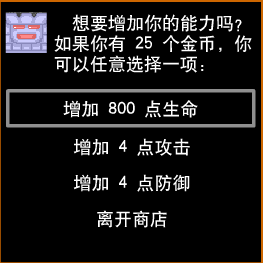 想要增加你的能力吗?
如果你有 25 个金币，你
可以任意选择一项:
增加 800 点生命
增加 4 点攻击
增加 4 点防御
离开商店